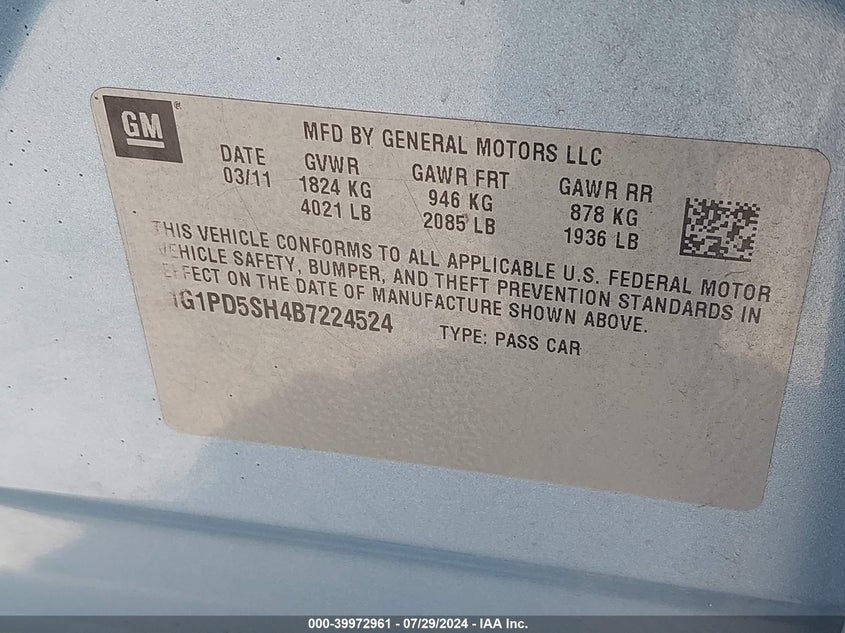 GM®
MFD BY GENERAL MOTORS LLC
DATE GVWR GAWR FRT GAWR RR
03/11 1824 KG 946 KG 878 KG
4021 LB 2085 LB 1936 LB
THIS VEHICLE CONFORMS TO ALL APPLICABLE U.S. FEDERAL MOTOR
VEHICLE SAFETY, BUMPER, AND THEFT PREVENTION STANDARDS IN
EFFECT ON THE DATE OF MANUFACTURE SHOWN ABOVE.
1G1PD5SH4B7224524 TYPE: PASS CAR
000-39972961 - 07/29/2024 - IAA Inc.